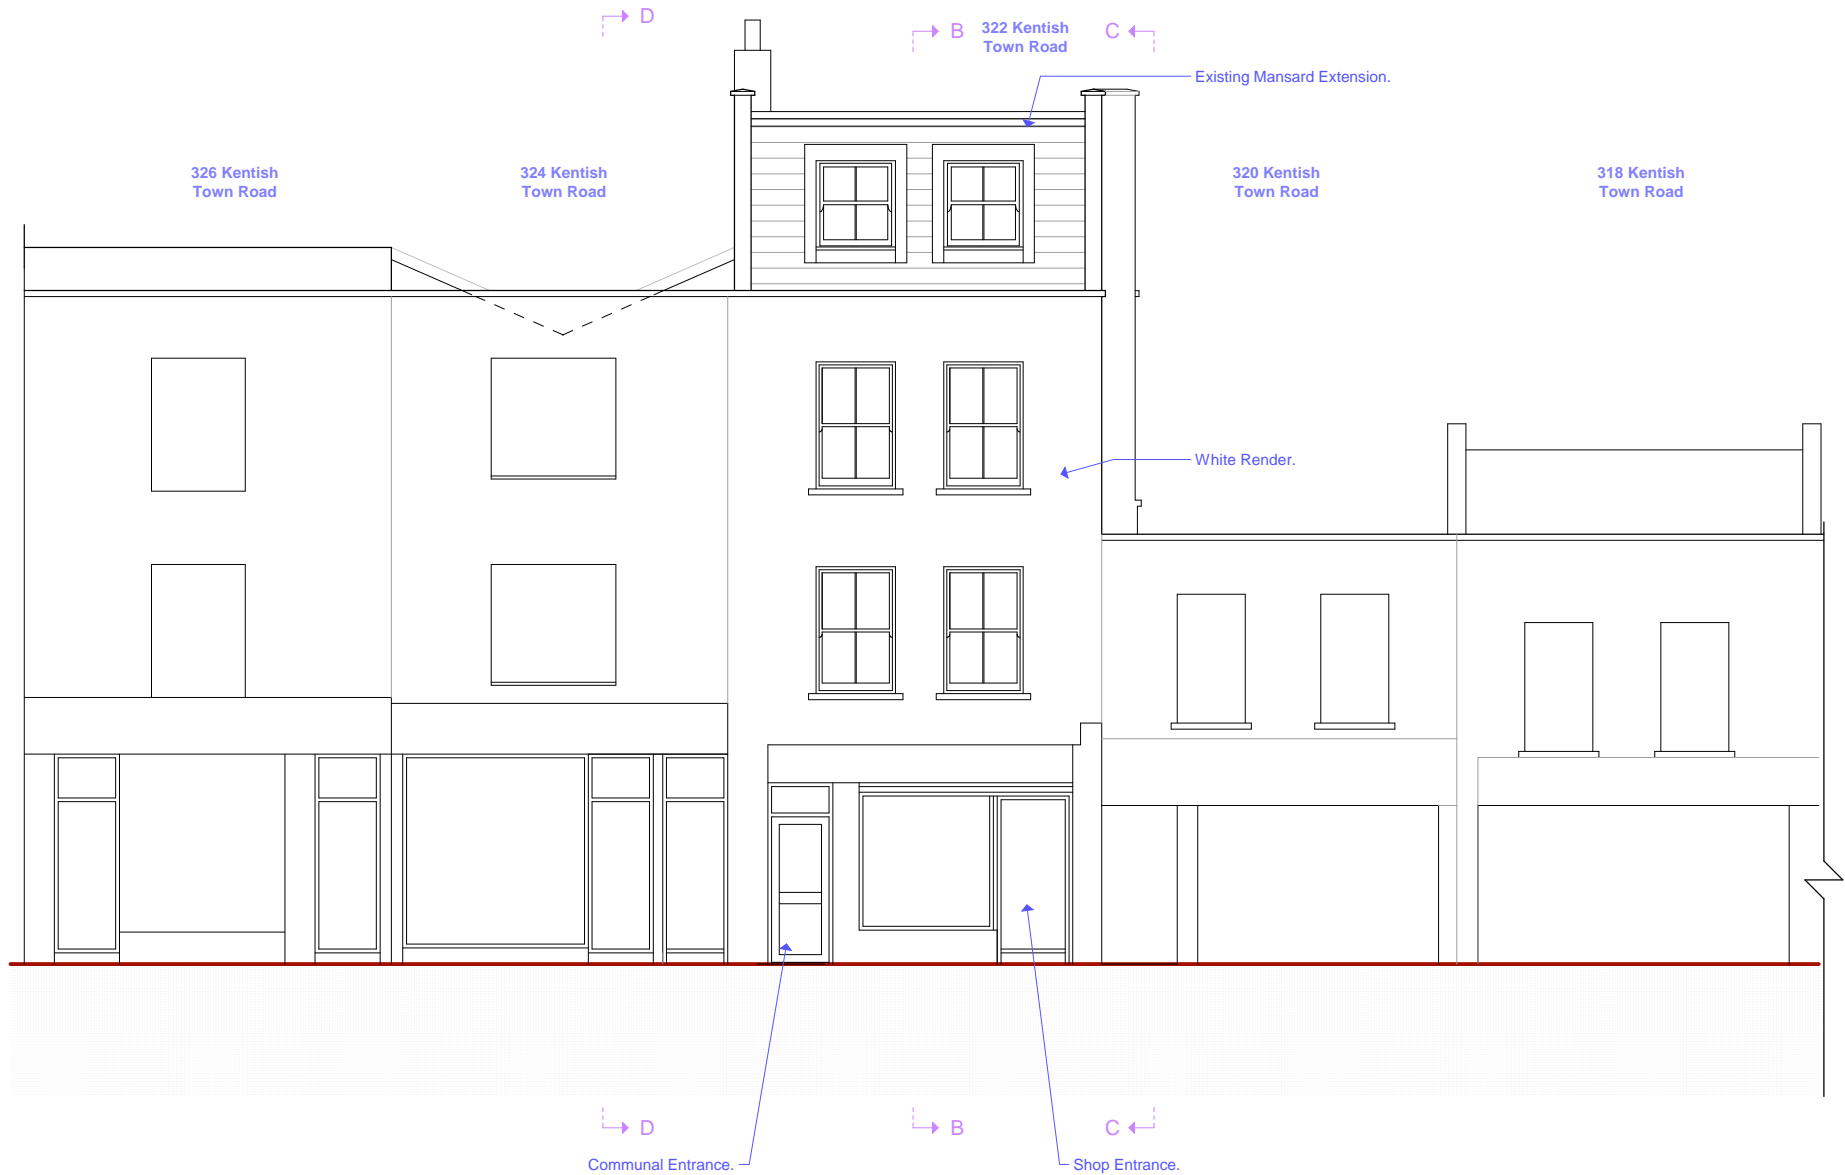 D
B
322 Kentish
Town Road
C
Existing Mansard Extension.
326 Kentish
Town Road
324 Kentish
Town Road
320 Kentish
Town Road
318 Kentish
Town Road
White Render.
D
B
C
Communal Entrance.
Shop Entrance.